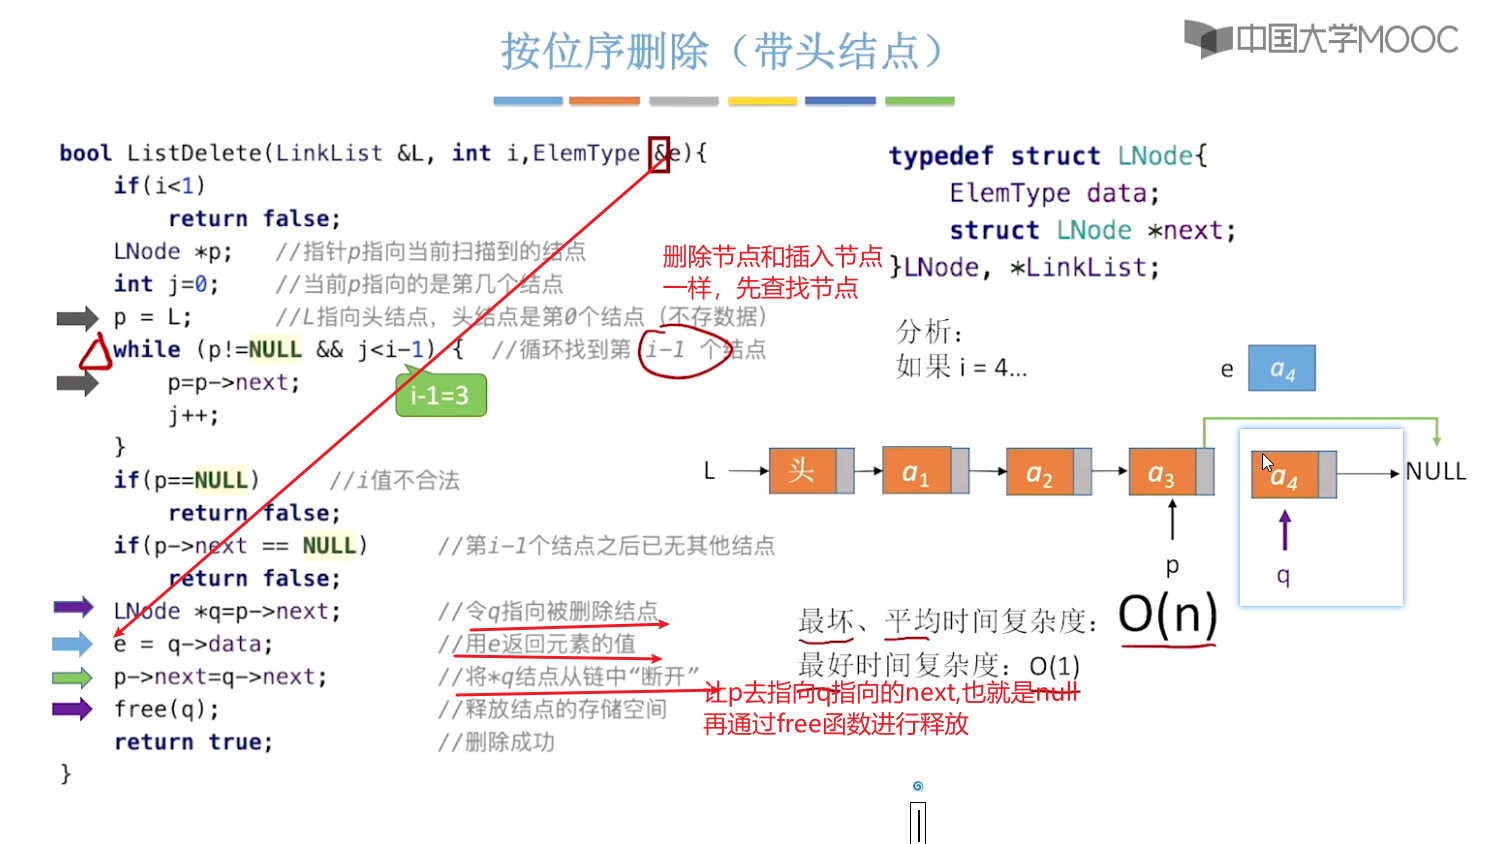 按位序删除（带头结点）
中国大学MOOC
bool ListDelete(LinkList &L, int i,ElemType &e){
if(i<1)
return false;
LNode *p; //指针p指向当前扫描到的结点
int j=0; //当前p指向的是第几个结点
p = L; //L指向头结点，头结点是第0个结点（不存数据）
while (p!=NULL && j<i-1) { //循环找到第 i-1 个结点
p=p->next;
i-1=3
j++;
}
if(p==NULL) //i值不合法
return false;
if(p->next == NULL) //第i-1个结点之后已无其他结点
return false;
LNode *q=p->next; //令q指向被删除结点
e = q->data; //用e返回元素的值
p->next=q->next; //将*q结点从链中“断开”
free(q); //释放结点的存储空间
return true; //删除成功
}
删除节点和插入节点
一样，先查找节点
typedef struct LNode{
ElemType data;
struct LNode *next;
}LNode, *LinkList;
分析：
如果 i = 4...
e a4
L 头 a1 a2 a3 a4 NULL
p q
最坏、平均时间复杂度：O(n)
最好时间复杂度：O(1)
让p去指向q指向的next,也就是null
再通过free函数进行释放